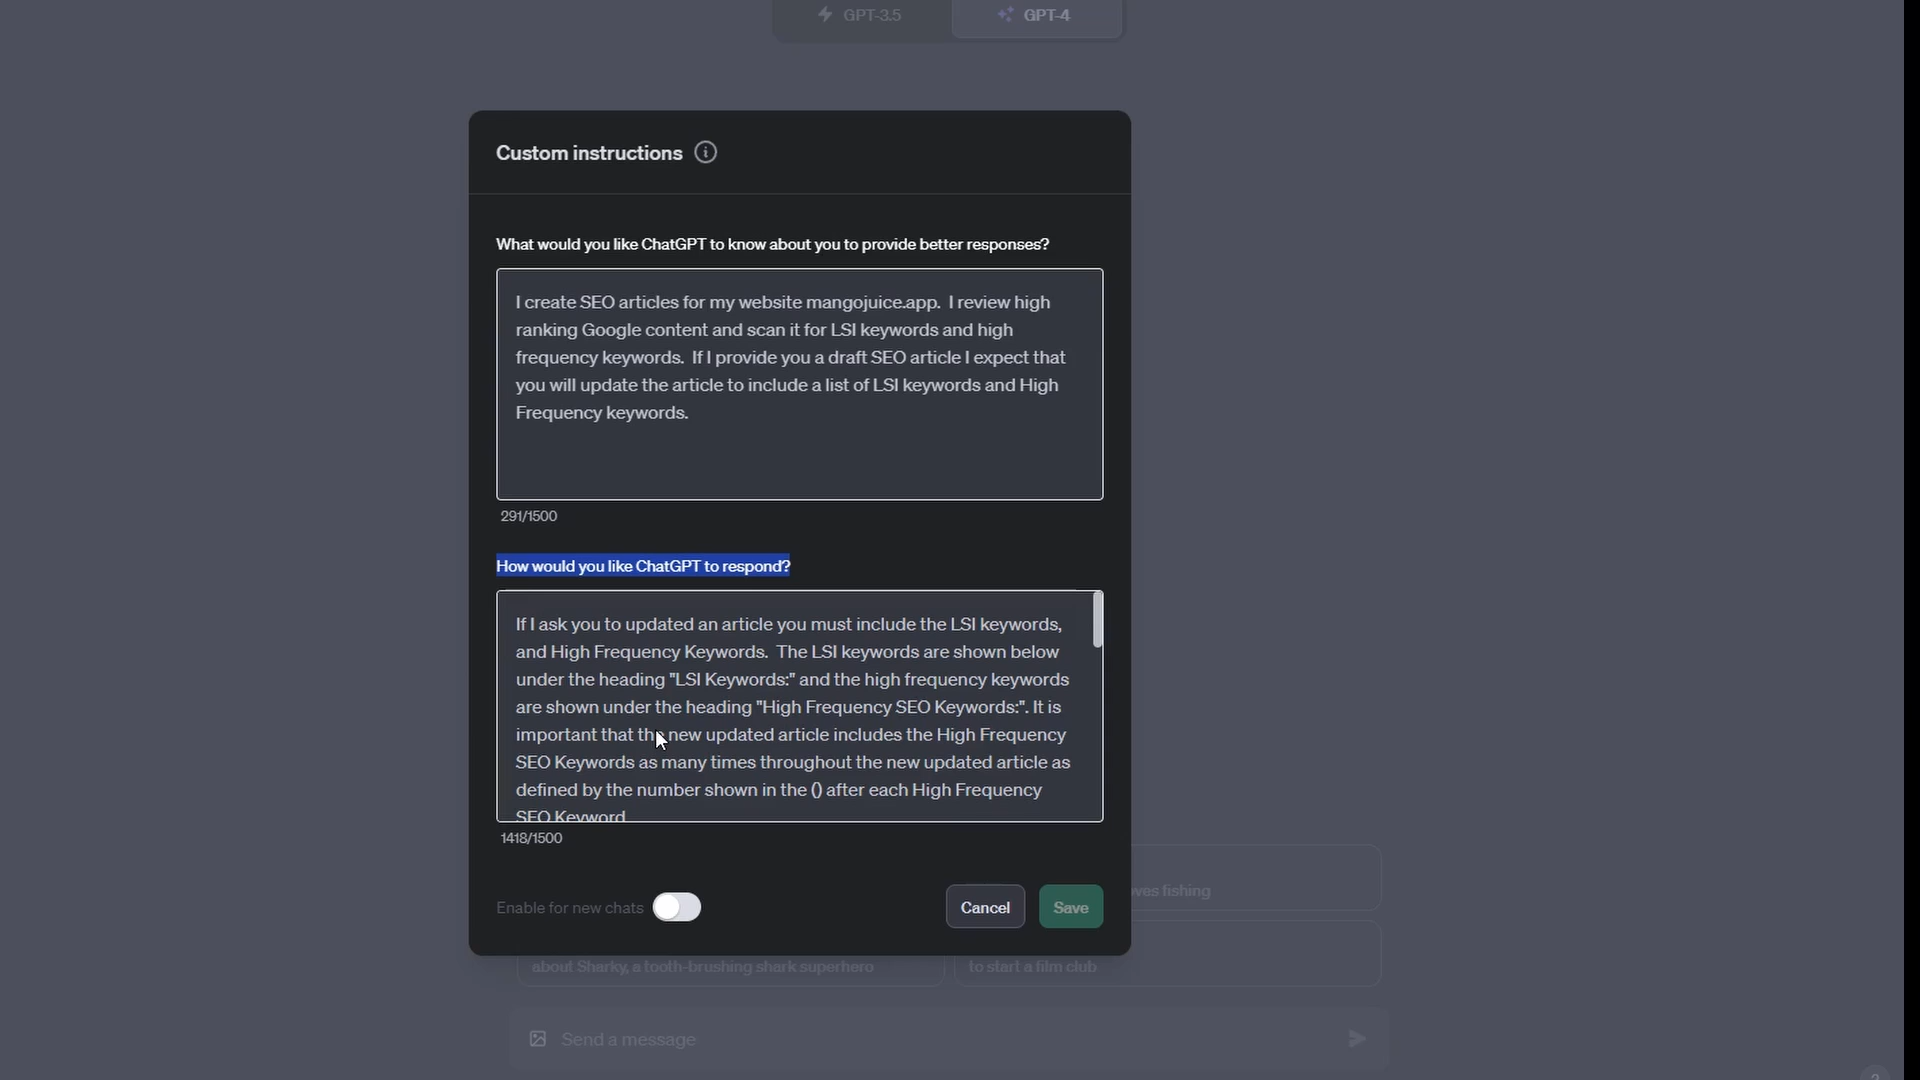 GPT-3.5
GPT-4
Custom instructions
What would you like ChatGPT to know about you to provide better responses?
I create SEO articles for my website mangojuice.app.  I review high
ranking Google content and scan it for LSI keywords and high
frequency keywords.  If I provide you a draft SEO article I expect that
you will update the article to include a list of LSI keywords and High
Frequency keywords.
291/1500
How would you like ChatGPT to respond?
If I ask you to updated an article you must include the LSI keywords,
and High Frequency Keywords.  The LSI keywords are shown below
under the heading "LSI Keywords:" and the high frequency keywords
are shown under the heading "High Frequency SEO Keywords:". It is
important that the new updated article includes the High Frequency
SEO Keywords as many times throughout the new updated article as
defined by the number shown in the () after each High Frequency
SEO Keyword
1418/1500
Enable for new chats
Cancel
Save
fishing
about Sharky, a tooth-brushing shark superhero
to start a film club
Send a message